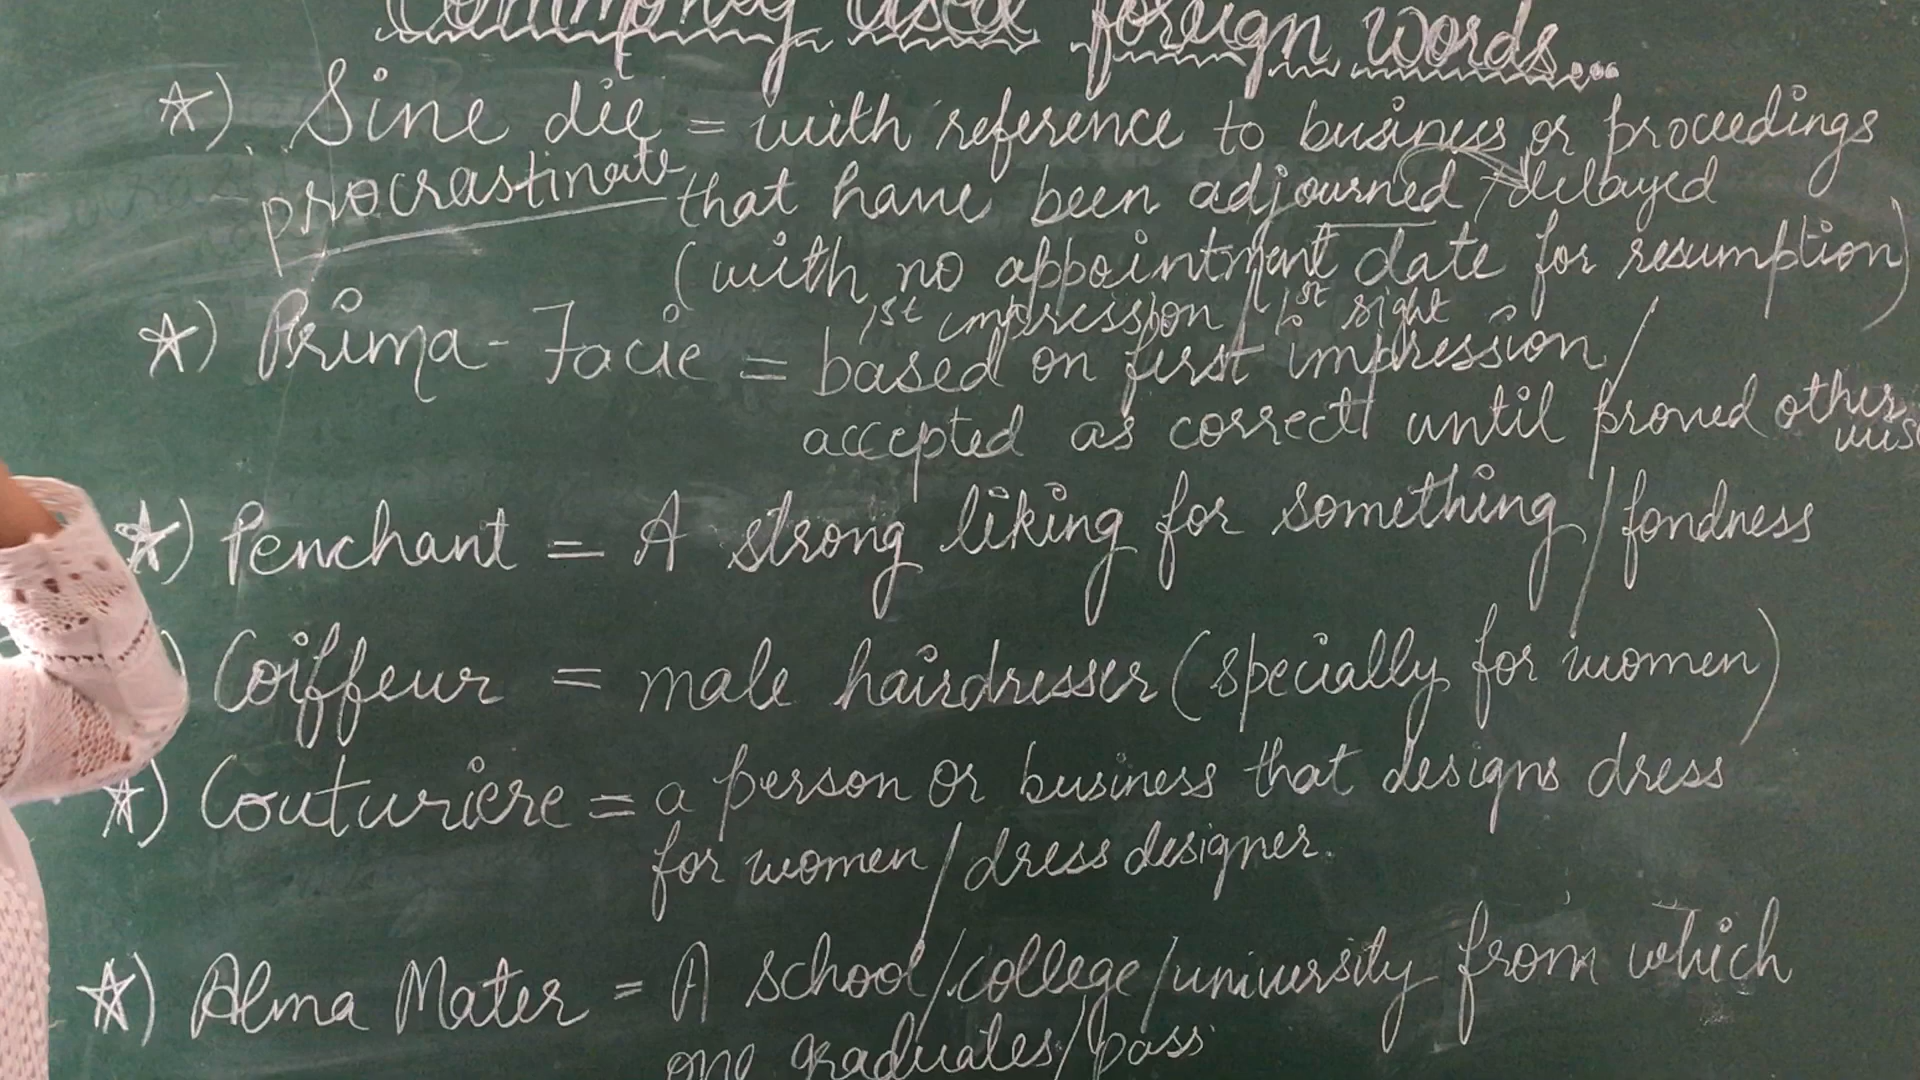 Commonly used foreign words...
☆) Sine die = with reference to business or proceedings
procrastinate that have been adjourned, delayed
(with no appointment date for resumption)
1st impression / 1st sight
☆) Prima-Facie = based on first impression/
accepted as correct until proved otherwise
☆) Penchant = A strong liking for something/fondness
) Coiffeur = male hairdresser (specially for women)
☆) Couturiere = a person or business that designs dress
for women/dress designer.
☆) Alma Mater = A school/college/university from which
one graduates/pass